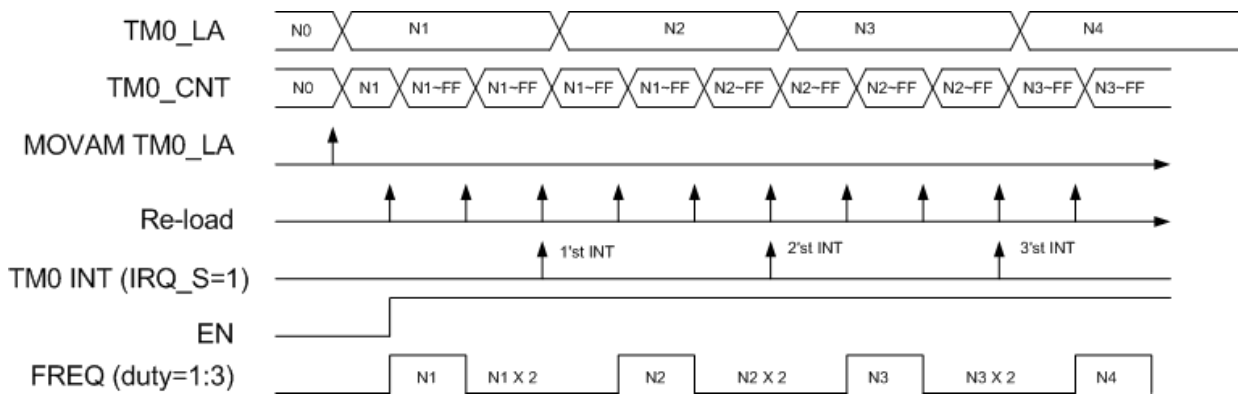 TM0_LA N0 N1 N2 N3 N4
TM0_CNT N0 N1 N1~FF N1~FF N1~FF N1~FF N2~FF N2~FF N2~FF N2~FF N3~FF N3~FF
MOVAM TM0_LA
Re-load
TM0 INT (IRQ_S=1) 1'st INT 2'st INT 3'st INT
EN
FREQ (duty=1:3) N1 N1 X 2 N2 N2 X 2 N3 N3 X 2 N4